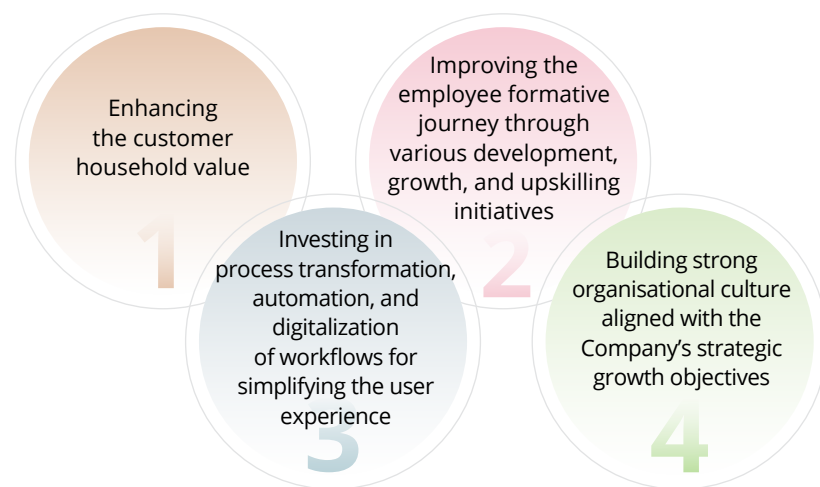 Enhancing
the customer
household value
1
Improving the
employee formative
journey through
various development,
growth, and upskilling
initiatives
2
Investing in
process transformation,
automation, and
digitalization
of workflows for
simplifying the user
experience
3
Building strong
organisational culture
aligned with the
Company’s strategic
growth objectives
4